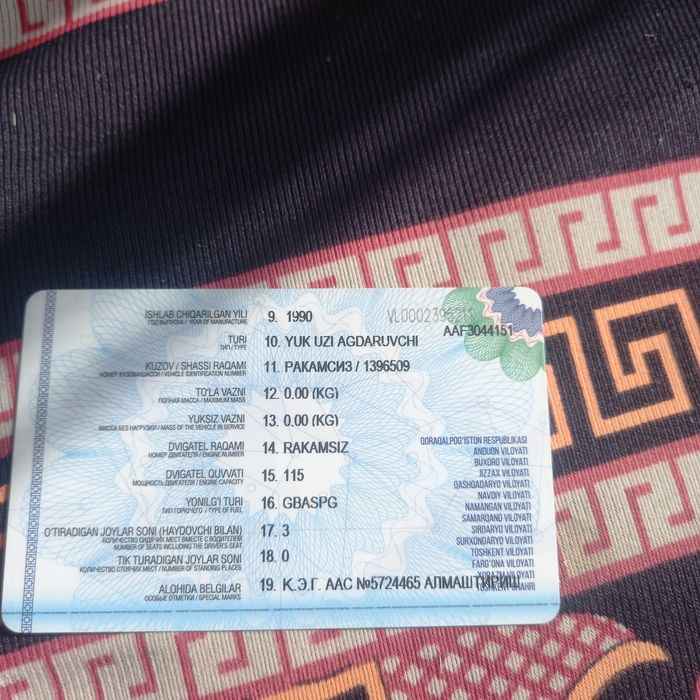 ISHLAB CHIQARILGAN YILI 9. 1990
ГОД ВЫПУСКА / YEAR OF MANUFACTURE
AAF3044151
TURI 10. YUK UZI AGDARUVCHI
ТИП / TYPE
KUZOV / SHASSI RAQAMI 11. РАКАМСИЗ / 1396509
НОМЕР КУЗОВА/ШАССИ / VEHICLE IDENTIFICATION NUMBER
TO'LA VAZNI 12. 0.00 (KG)
ПОЛНАЯ МАССА / MAXIMUM MASS
YUKSIZ VAZNI 13. 0.00 (KG)
МАССА БЕЗ НАГРУЗКИ / MASS OF THE VEHICLE IN SERVICE
DVIGATEL RAQAMI 14. RAKAMSIZ
НОМЕР ДВИГАТЕЛЯ / ENGINE NUMBER
DVIGATEL QUVVATI 15. 115
МОЩНОСТЬ ДВИГАТЕЛЯ / ENGINE CAPACITY
YONILG'I TURI 16. GBASPG
ТИП ГОРЮЧЕГО / TYPE OF FUEL
O'TIRADIGAN JOYLAR SONI (HAYDOVCHI BILAN) 17. 3
КОЛИЧЕСТВО СИДЯЧИХ МЕСТ ВМЕСТЕ С ВОДИТЕЛЕМ
NUMBER OF SEATS INCLUDING THE DRIVER'S SEAT
TIK TURADIGAN JOYLAR SONI 18. 0
КОЛИЧЕСТВО СТОЯЧИХ МЕСТ / NUMBER OF STANDING PLACES
ALOHIDA BELGILAR 19. К.Э.Г. ААС №5724465 АЛМАШТИРИШ
ОСОБЫЕ ОТМЕТКИ / SPECIAL MARKS
QORAQALPOG'ISTON RESPUBLIKASI
ANDIJON VILOYATI
BUXORO VILOYATI
JIZZAX VILOYATI
QASHQADARYO VILOYATI
NAVOIY VILOYATI
NAMANGAN VILOYATI
SAMARQAND VILOYATI
SIRDARYO VILOYATI
SURXONDARYO VILOYATI
TOSHKENT VILOYATI
FARG'ONA VILOYATI
XORAZM VILOYATI
TOSHKENT SHAHRI